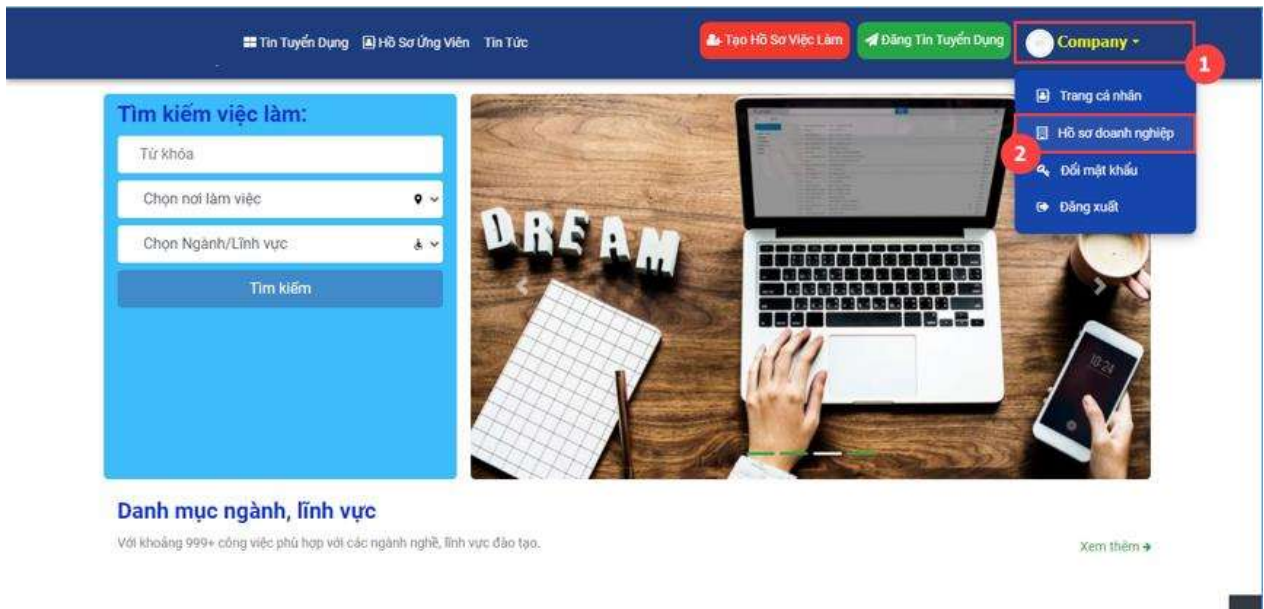 Tin Tuyển Dụng Hồ Sơ Ứng Viên Tin Tức Tạo Hồ Sơ Việc Làm Đăng Tin Tuyển Dụng Company
1
Trang cá nhân
Hồ sơ doanh nghiệp
2
Đổi mật khẩu
Đăng xuất
Tìm kiếm việc làm:
Từ khóa
Chọn nơi làm việc
Chọn Ngành/Lĩnh vực
Tìm kiếm
DREAM
10:24
Danh mục ngành, lĩnh vực
Với khoảng 999+ công việc phù hợp với các ngành nghề, lĩnh vực đào tạo.
Xem thêm →